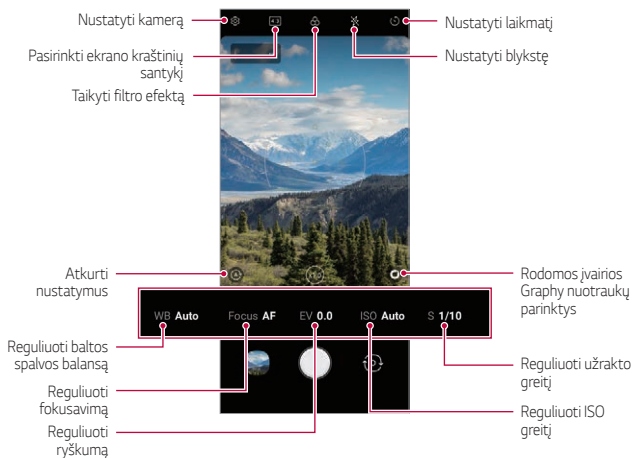 Nustatyti kamerą
Nustatyti laikmatį
Pasirinkti ekrano kraštinių
santykį
Nustatyti blykstę
Taikyti filtro efektą
Atkurti
nustatymus
Rodomos įvairios
Graphy nuotraukų
parinktys
WB Auto Focus AF EV 0.0 ISO Auto S 1/10
Reguliuoti baltos
spalvos balansą
Reguliuoti užrakto
greitį
Reguliuoti
fokusavimą
Reguliuoti ISO
greitį
Reguliuoti
ryškumą